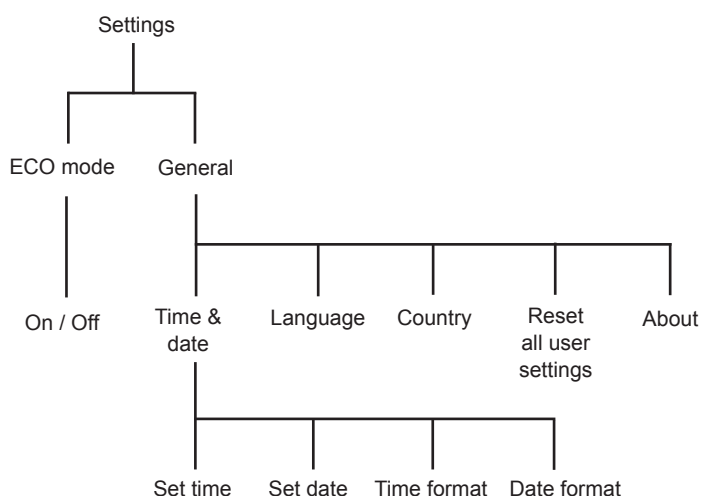 Settings
ECO mode
General
On / Off
Time &
date
Language
Country
Reset
all user
settings
About
Set time
Set date
Time format
Date format